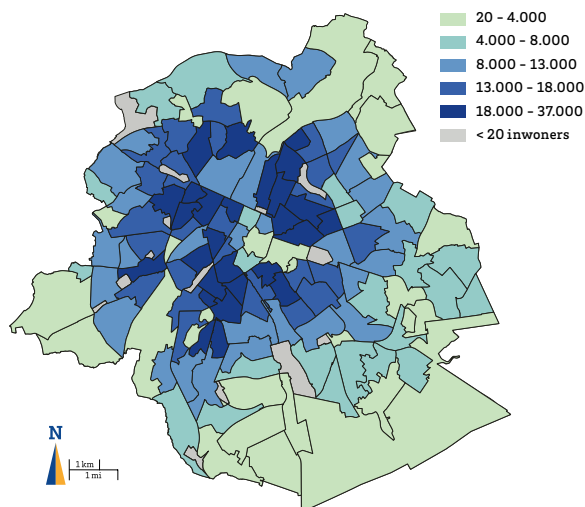 20 - 4.000
4.000 - 8.000
8.000 - 13.000
13.000 - 18.000
18.000 - 37.000
< 20 inwoners
N
1 km
1 mi